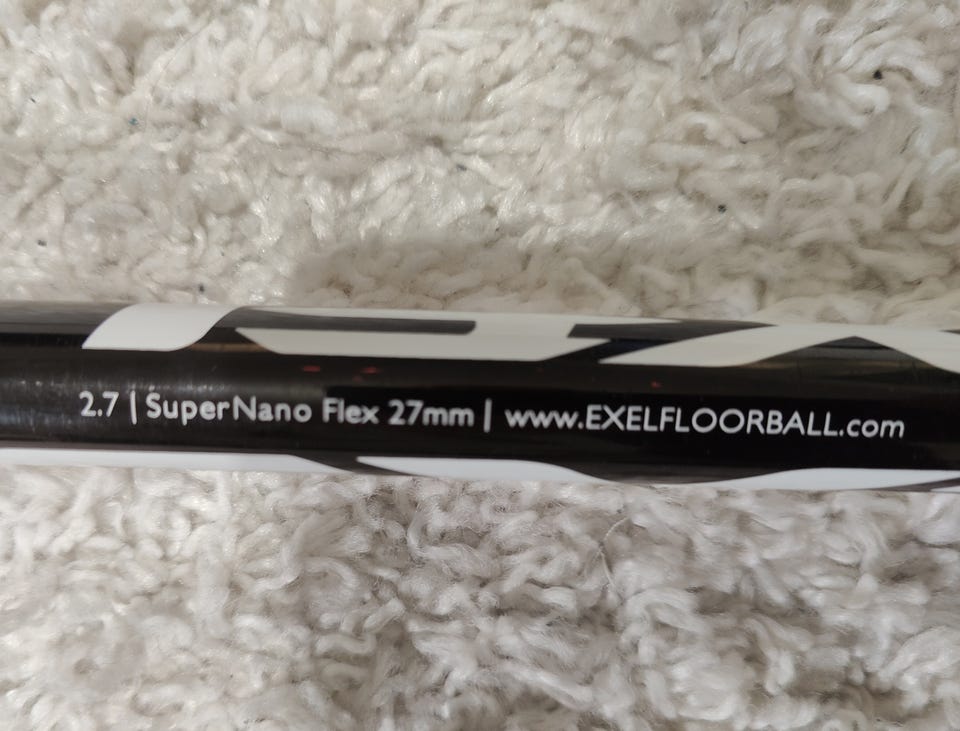 2.7 | SuperNano Flex 27mm | www.EXELFLOORBALL.com